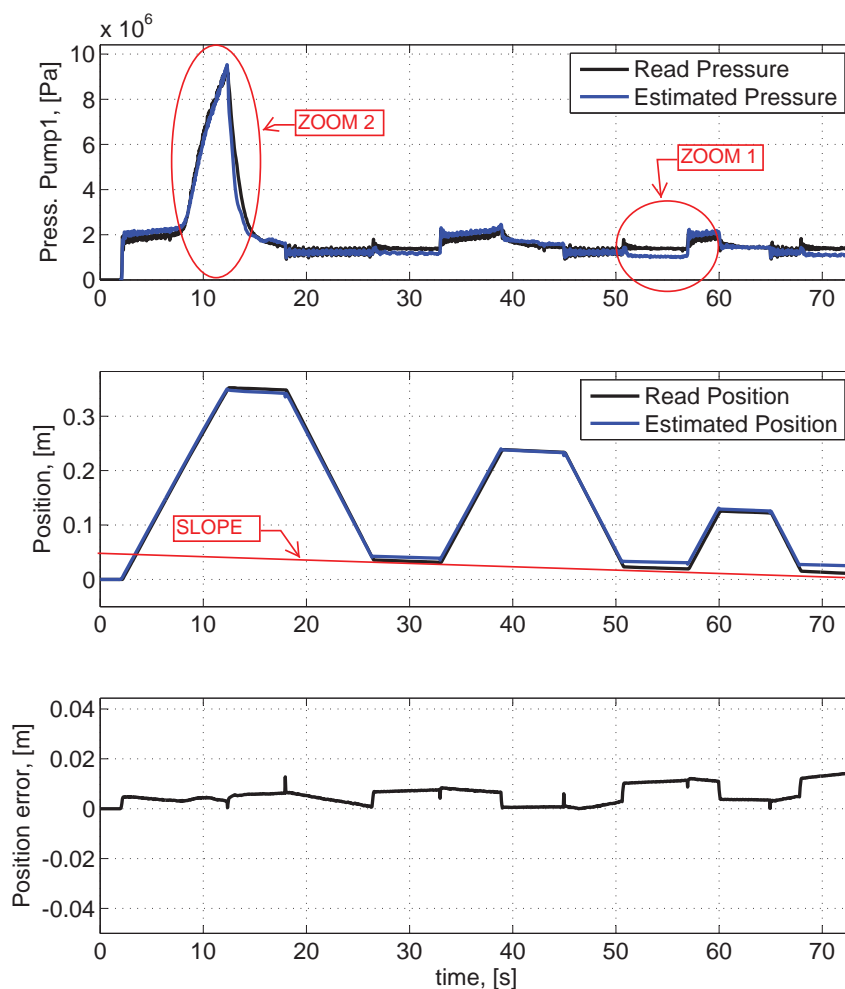 x 10⁶
10
8
6
4
2
0
Press. Pump1, [Pa]
Read Pressure
Estimated Pressure
ZOOM 2
ZOOM 1
0 10 20 30 40 50 60 70
0.3
0.2
0.1
0
Position, [m]
Read Position
Estimated Position
SLOPE
0 10 20 30 40 50 60 70
0.04
0.02
0
-0.02
-0.04
Position error, [m]
0 10 20 30 40 50 60 70
time, [s]